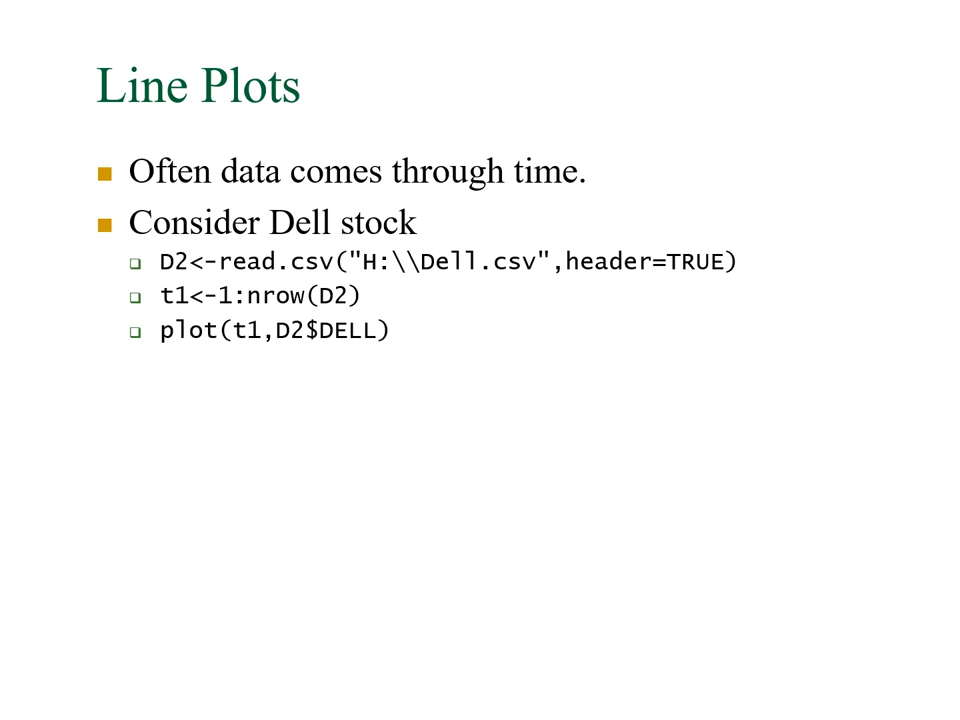 Line Plots
Often data comes through time.
Consider Dell stock
D2<-read.csv("H:\\Dell.csv",header=TRUE)
t1<-1:nrow(D2)
plot(t1,D2$DELL)